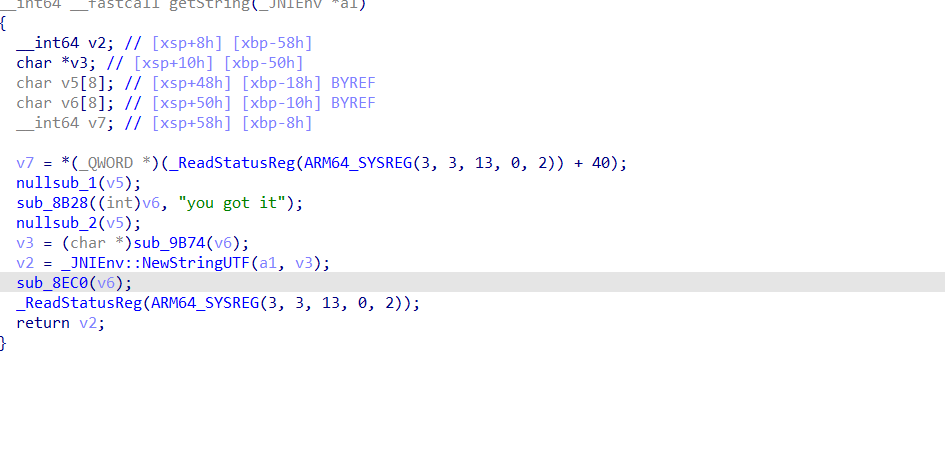 __int64 __fastcall getString(_JNIEnv *a1)
{
  __int64 v2; // [xsp+8h] [xbp-58h]
  char *v3; // [xsp+10h] [xbp-50h]
  char v5[8]; // [xsp+48h] [xbp-18h] BYREF
  char v6[8]; // [xsp+50h] [xbp-10h] BYREF
  __int64 v7; // [xsp+58h] [xbp-8h]

  v7 = *(_QWORD *)(_ReadStatusReg(ARM64_SYSREG(3, 3, 13, 0, 2)) + 40);
  nullsub_1(v5);
  sub_8B28((int)v6, "you got it");
  nullsub_2(v5);
  v3 = (char *)sub_9B74(v6);
  v2 = _JNIEnv::NewStringUTF(a1, v3);
  sub_8EC0(v6);
  _ReadStatusReg(ARM64_SYSREG(3, 3, 13, 0, 2));
  return v2;
}